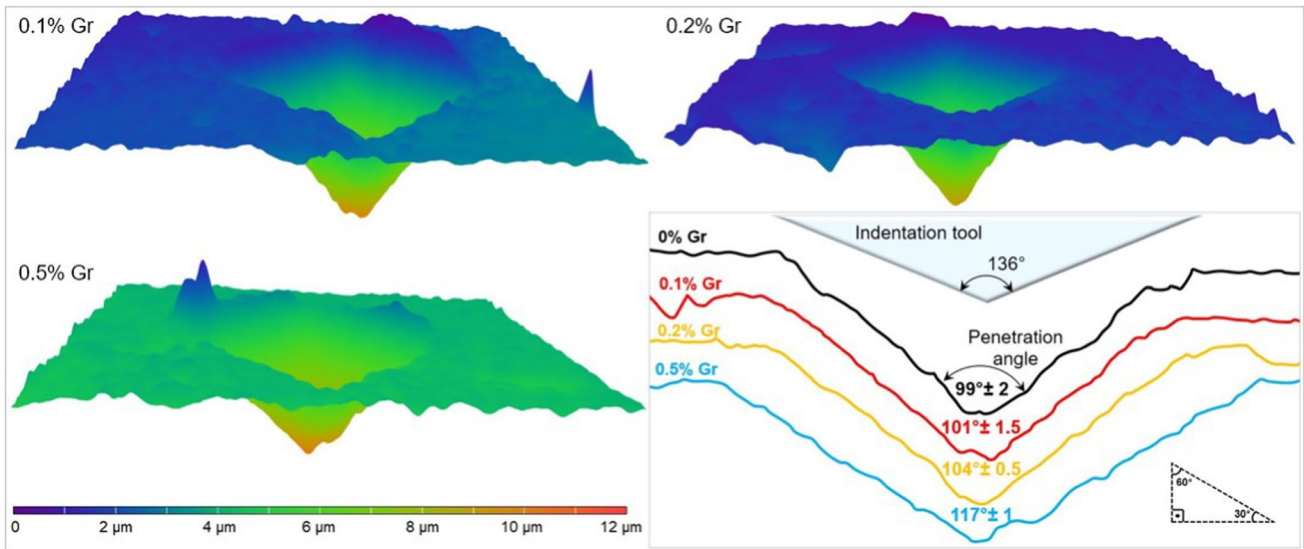 0.1% Gr
0.2% Gr
0.5% Gr
0 2 µm 4 µm 6 µm 8 µm 10 µm 12 µm
Indentation tool
136°
0% Gr
0.1% Gr
0.2% Gr
0.5% Gr
Penetration
angle
99°± 2
101°± 1.5
104°± 0.5
117°± 1
60°
30°